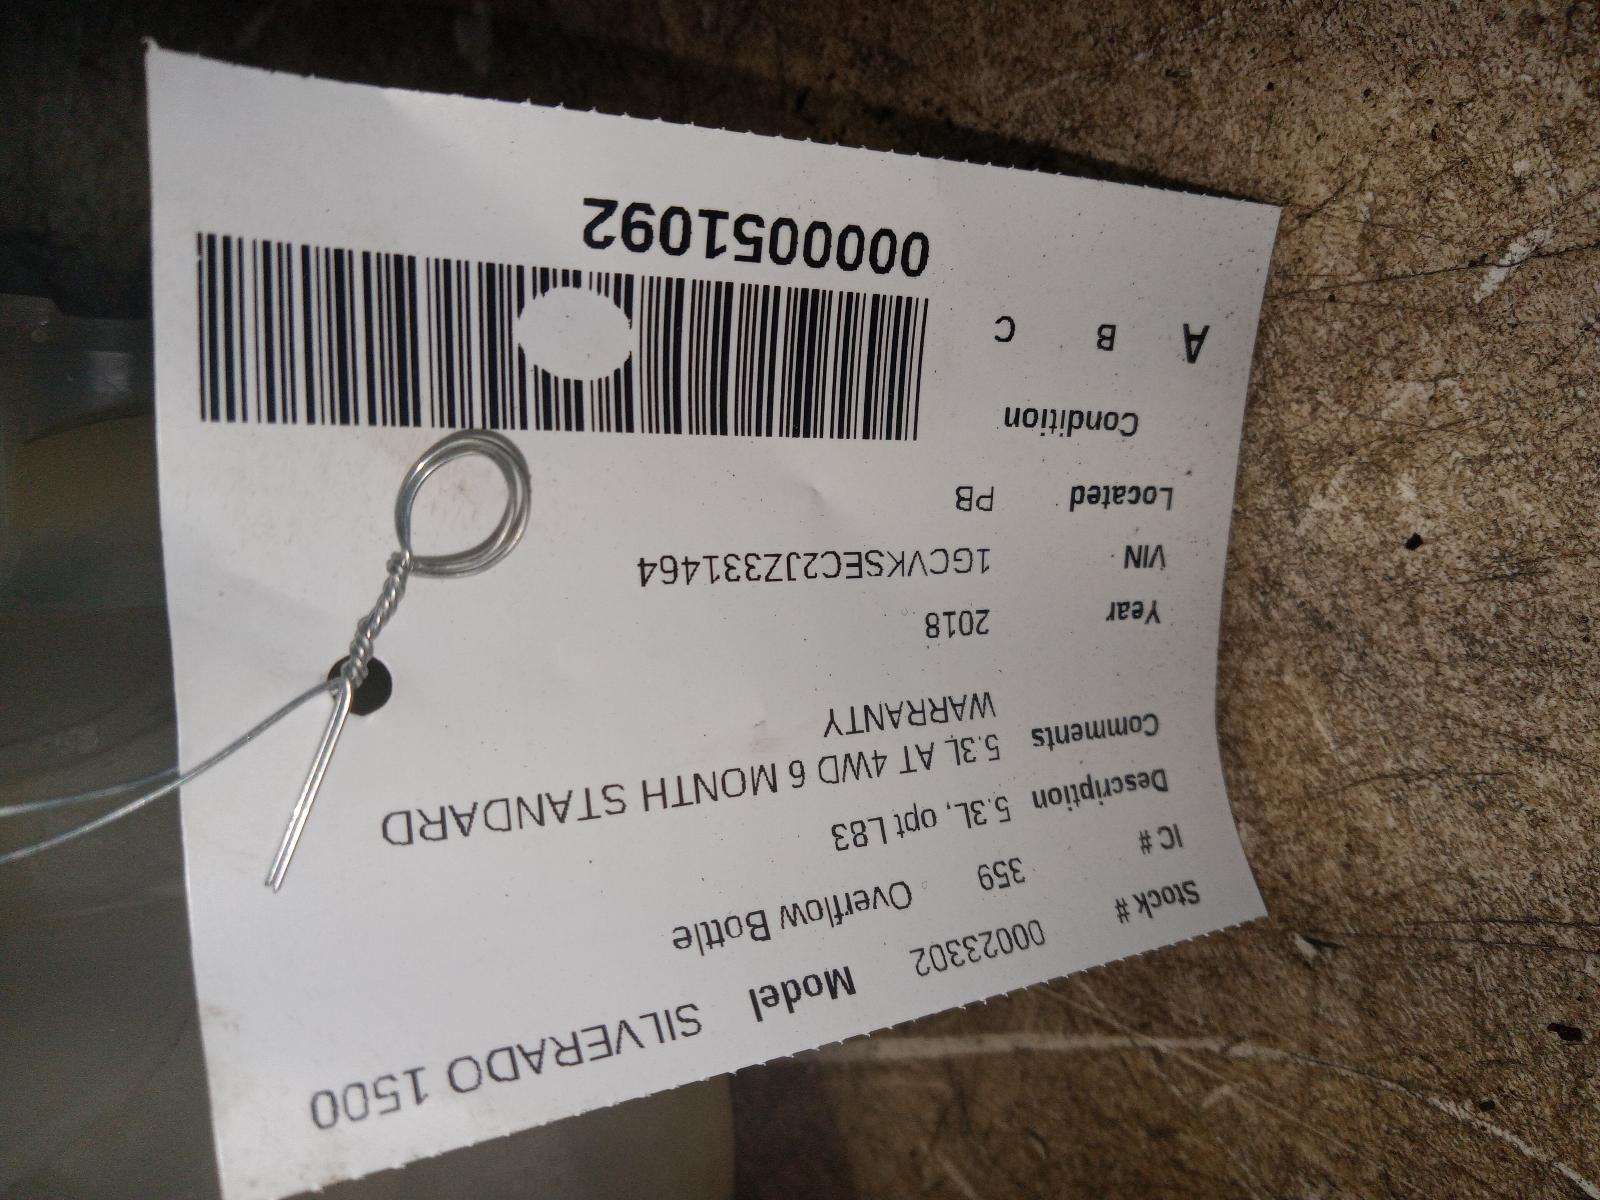 Stock # 00023302 Model SILVERADO 1500
IC # 359 Overflow Bottle
Description 5.3L, opt L83
Comments 5.3L AT 4WD 6 MONTH STANDARD
WARRANTY
Year 2018
VIN 1GCVKSEC2JZ331464
Located PB
Condition
A B C
0000051092